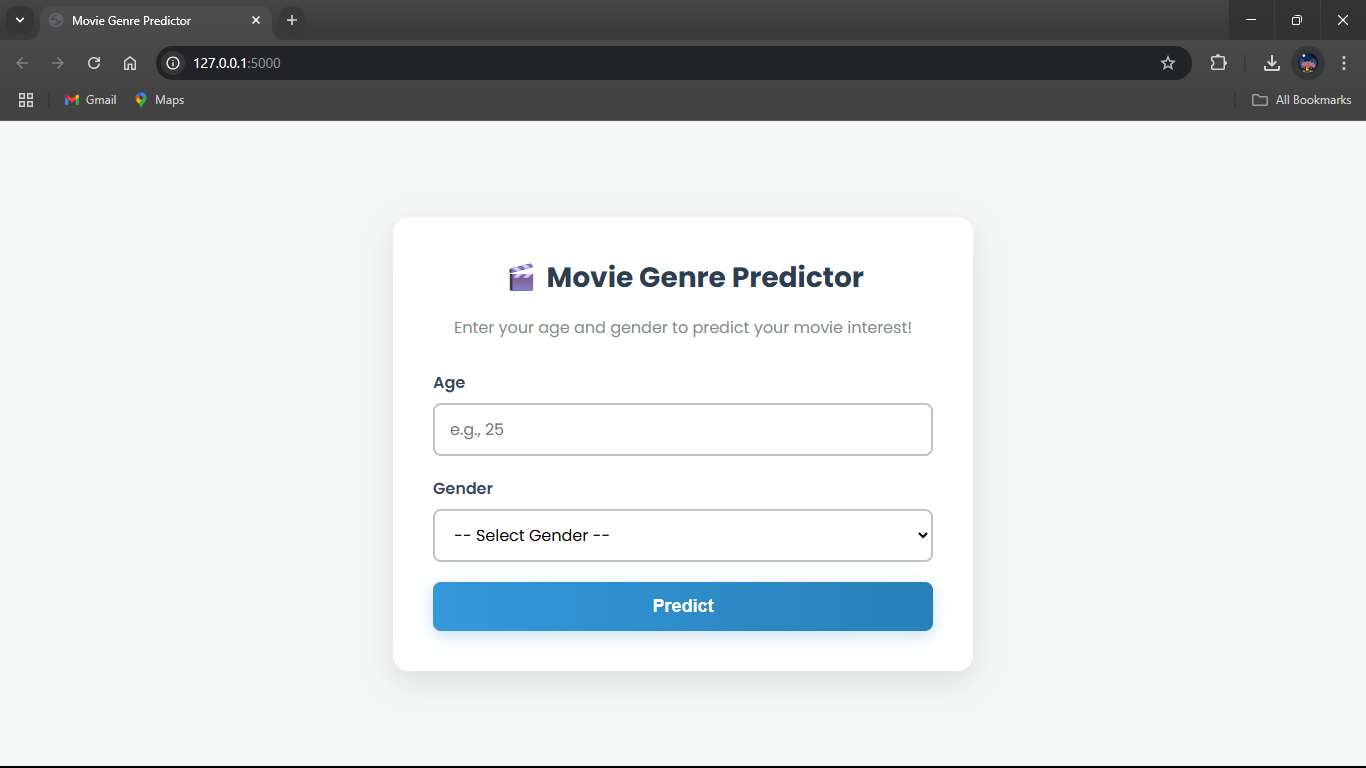 Movie Genre Predictor
127.0.0.1:5000
Gmail Maps All Bookmarks
Movie Genre Predictor
Enter your age and gender to predict your movie interest!
Age
e.g., 25
Gender
-- Select Gender --
Predict